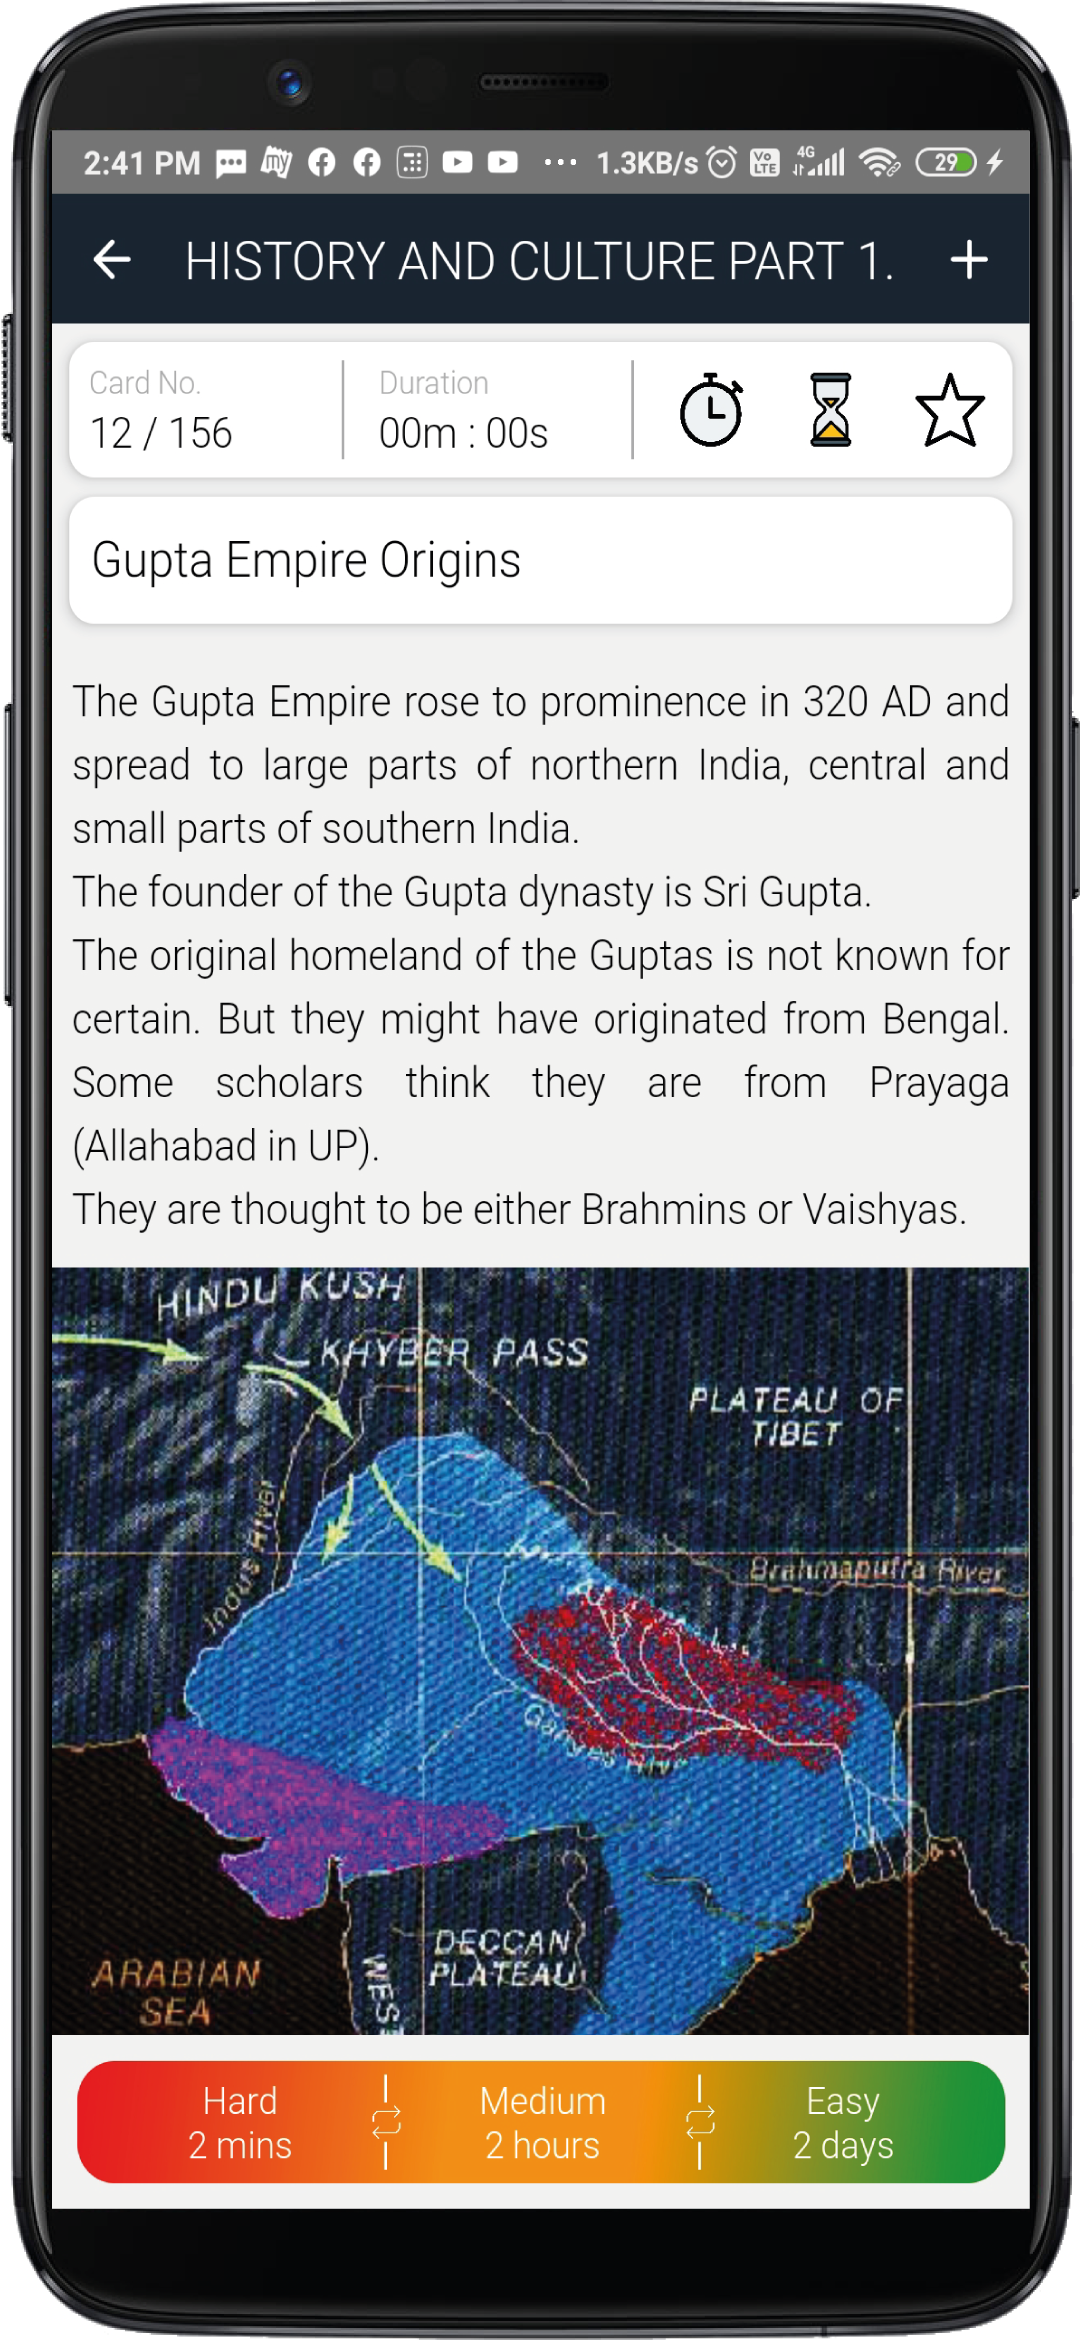 2:41 PM my ... 1.3KB/s Vo LTE 4G 29
HISTORY AND CULTURE PART 1.
Card No.
12 / 156
Duration
00m : 00s
Gupta Empire Origins
The Gupta Empire rose to prominence in 320 AD and
spread to large parts of northern India, central and
small parts of southern India.
The founder of the Gupta dynasty is Sri Gupta.
The original homeland of the Guptas is not known for
certain. But they might have originated from Bengal.
Some scholars think they are from Prayaga
(Allahabad in UP).
They are thought to be either Brahmins or Vaishyas.
HINDU KUSH
KHYBER PASS
PLATEAU OF
TIBET
Indus River
Brahmaputra River
Ganges River
DECCAN
PLATEAU
ARABIAN
SEA
WEST
Hard
2 mins
Medium
2 hours
Easy
2 days